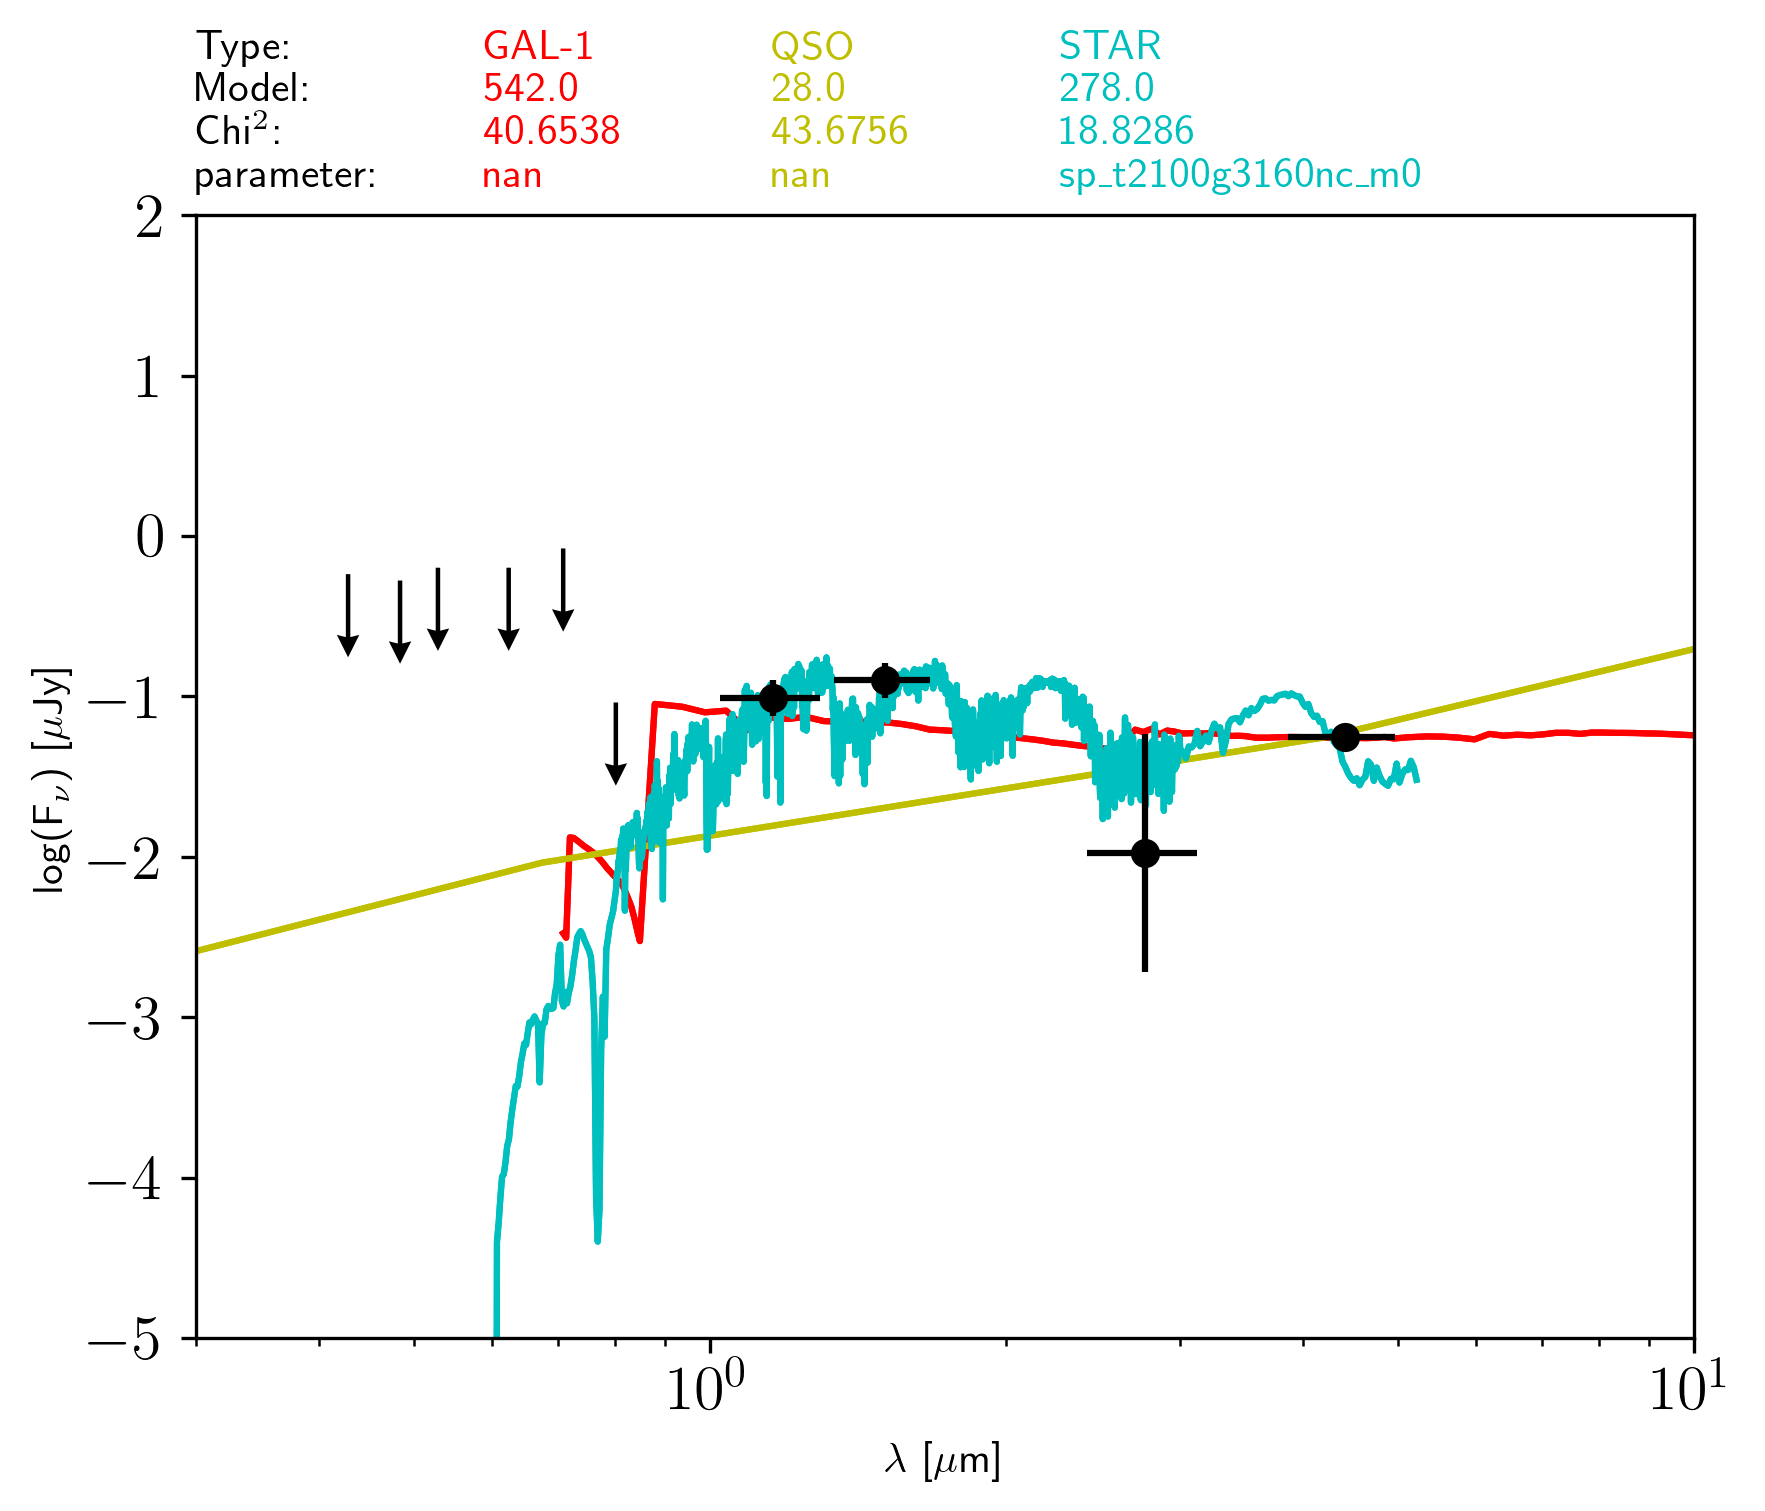 Type: GAL-1 QSO STAR
Model: 542.0 28.0 278.0
Chi²: 40.6538 43.6756 18.8286
parameter: nan nan sp_t2100g3160nc_m0
2
1
0
−1
−2
−3
−4
−5
log(Fν) [μJy]
10⁰ 10¹
λ [μm]